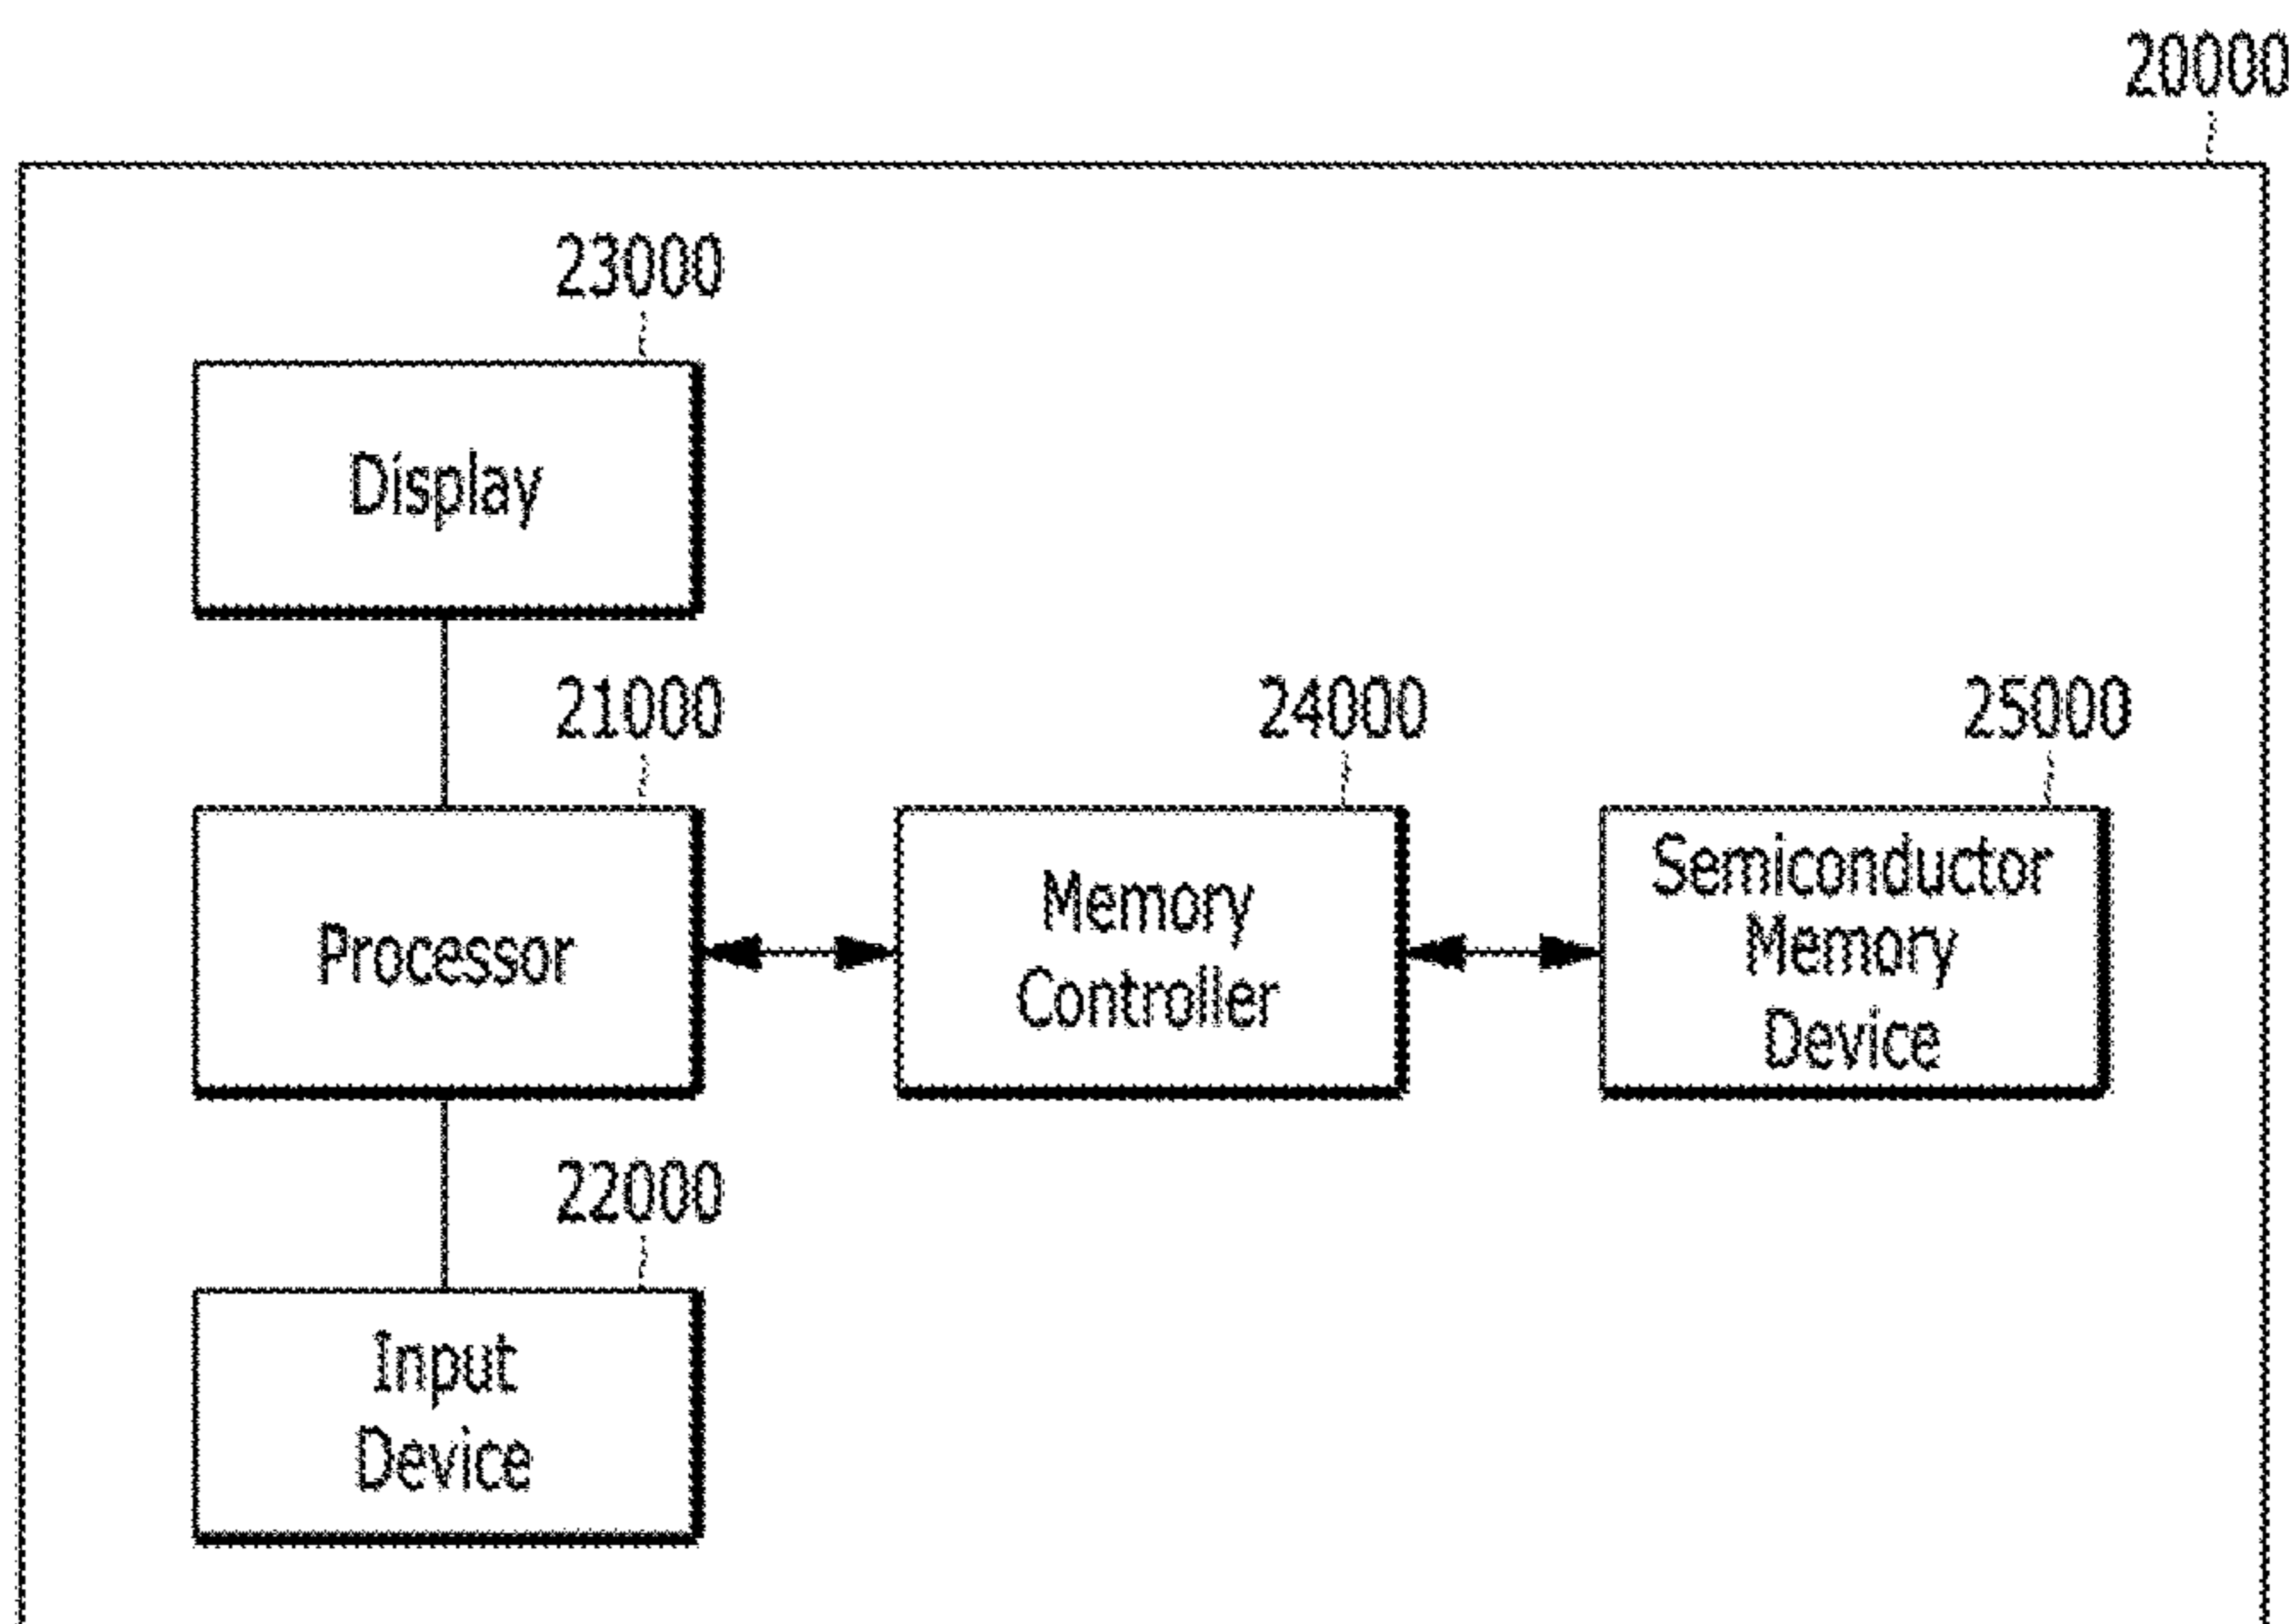 20000
23000
Display
21000
24000
25000
Processor
Memory
Controller
Semiconductor
Memory
Device
22000
Input
Device